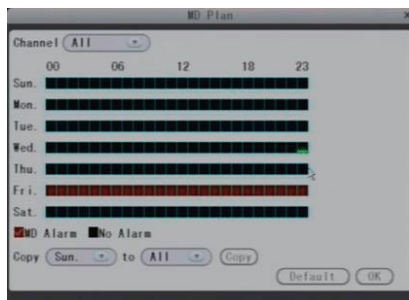 MD Plan
Channel All
00 06 12 18 23
Sun.
Mon.
Tue.
Wed.
Thu.
Fri.
Sat.
MD Alarm No Alarm
Copy Sun. to All Copy
Default OK